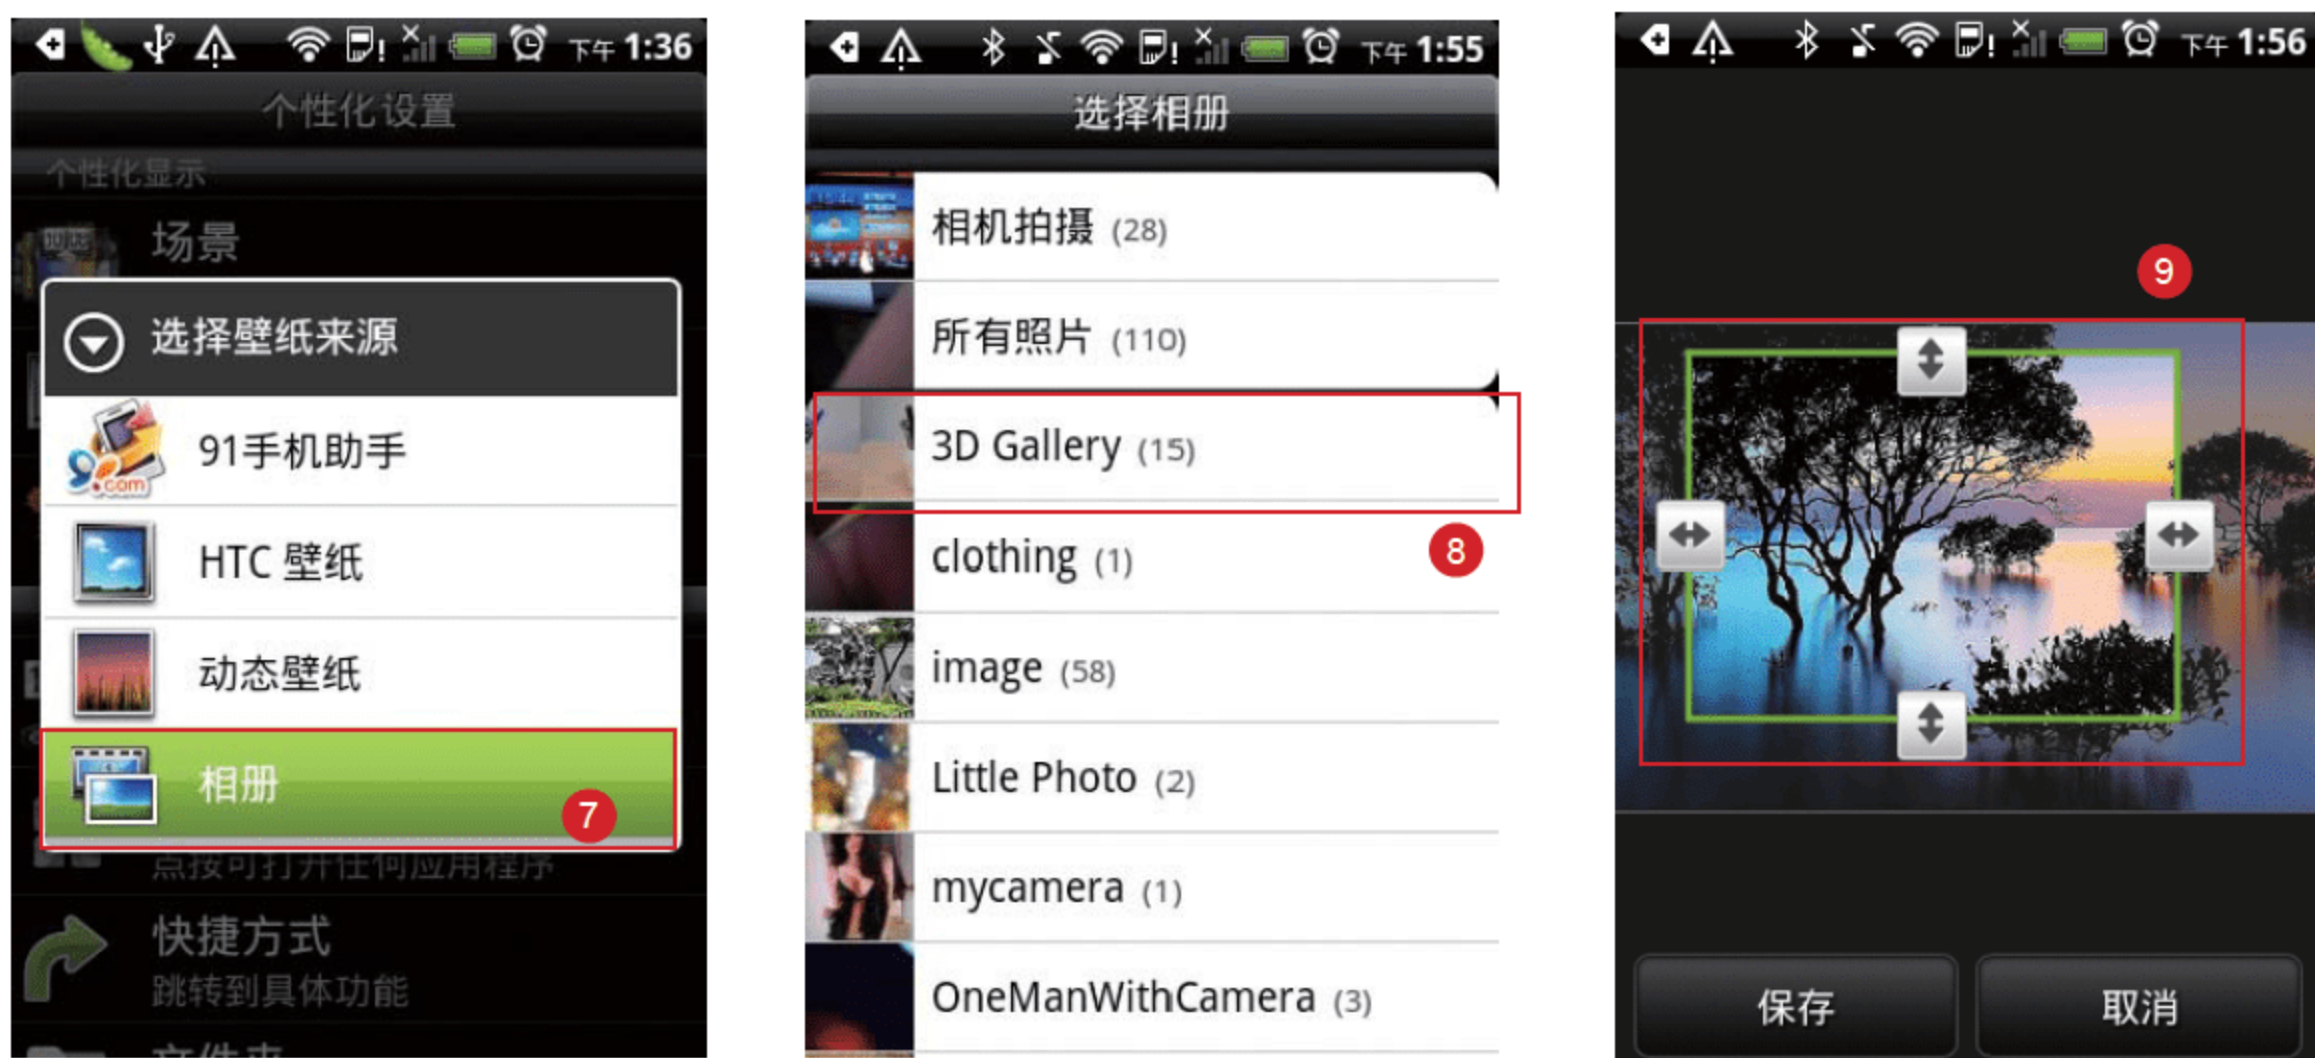 下午 1:36
个性化设置
个性化显示
场景
选择壁纸来源
91手机助手
HTC 壁纸
动态壁纸
相册
7
点按可打开任何应用程序
快捷方式
跳转到具体功能
文件夹
下午 1:55
选择相册
相机拍摄 (28)
所有照片 (110)
3D Gallery (15)
clothing (1)
8
image (58)
Little Photo (2)
mycamera (1)
OneManWithCamera (3)
下午 1:56
9
保存
取消